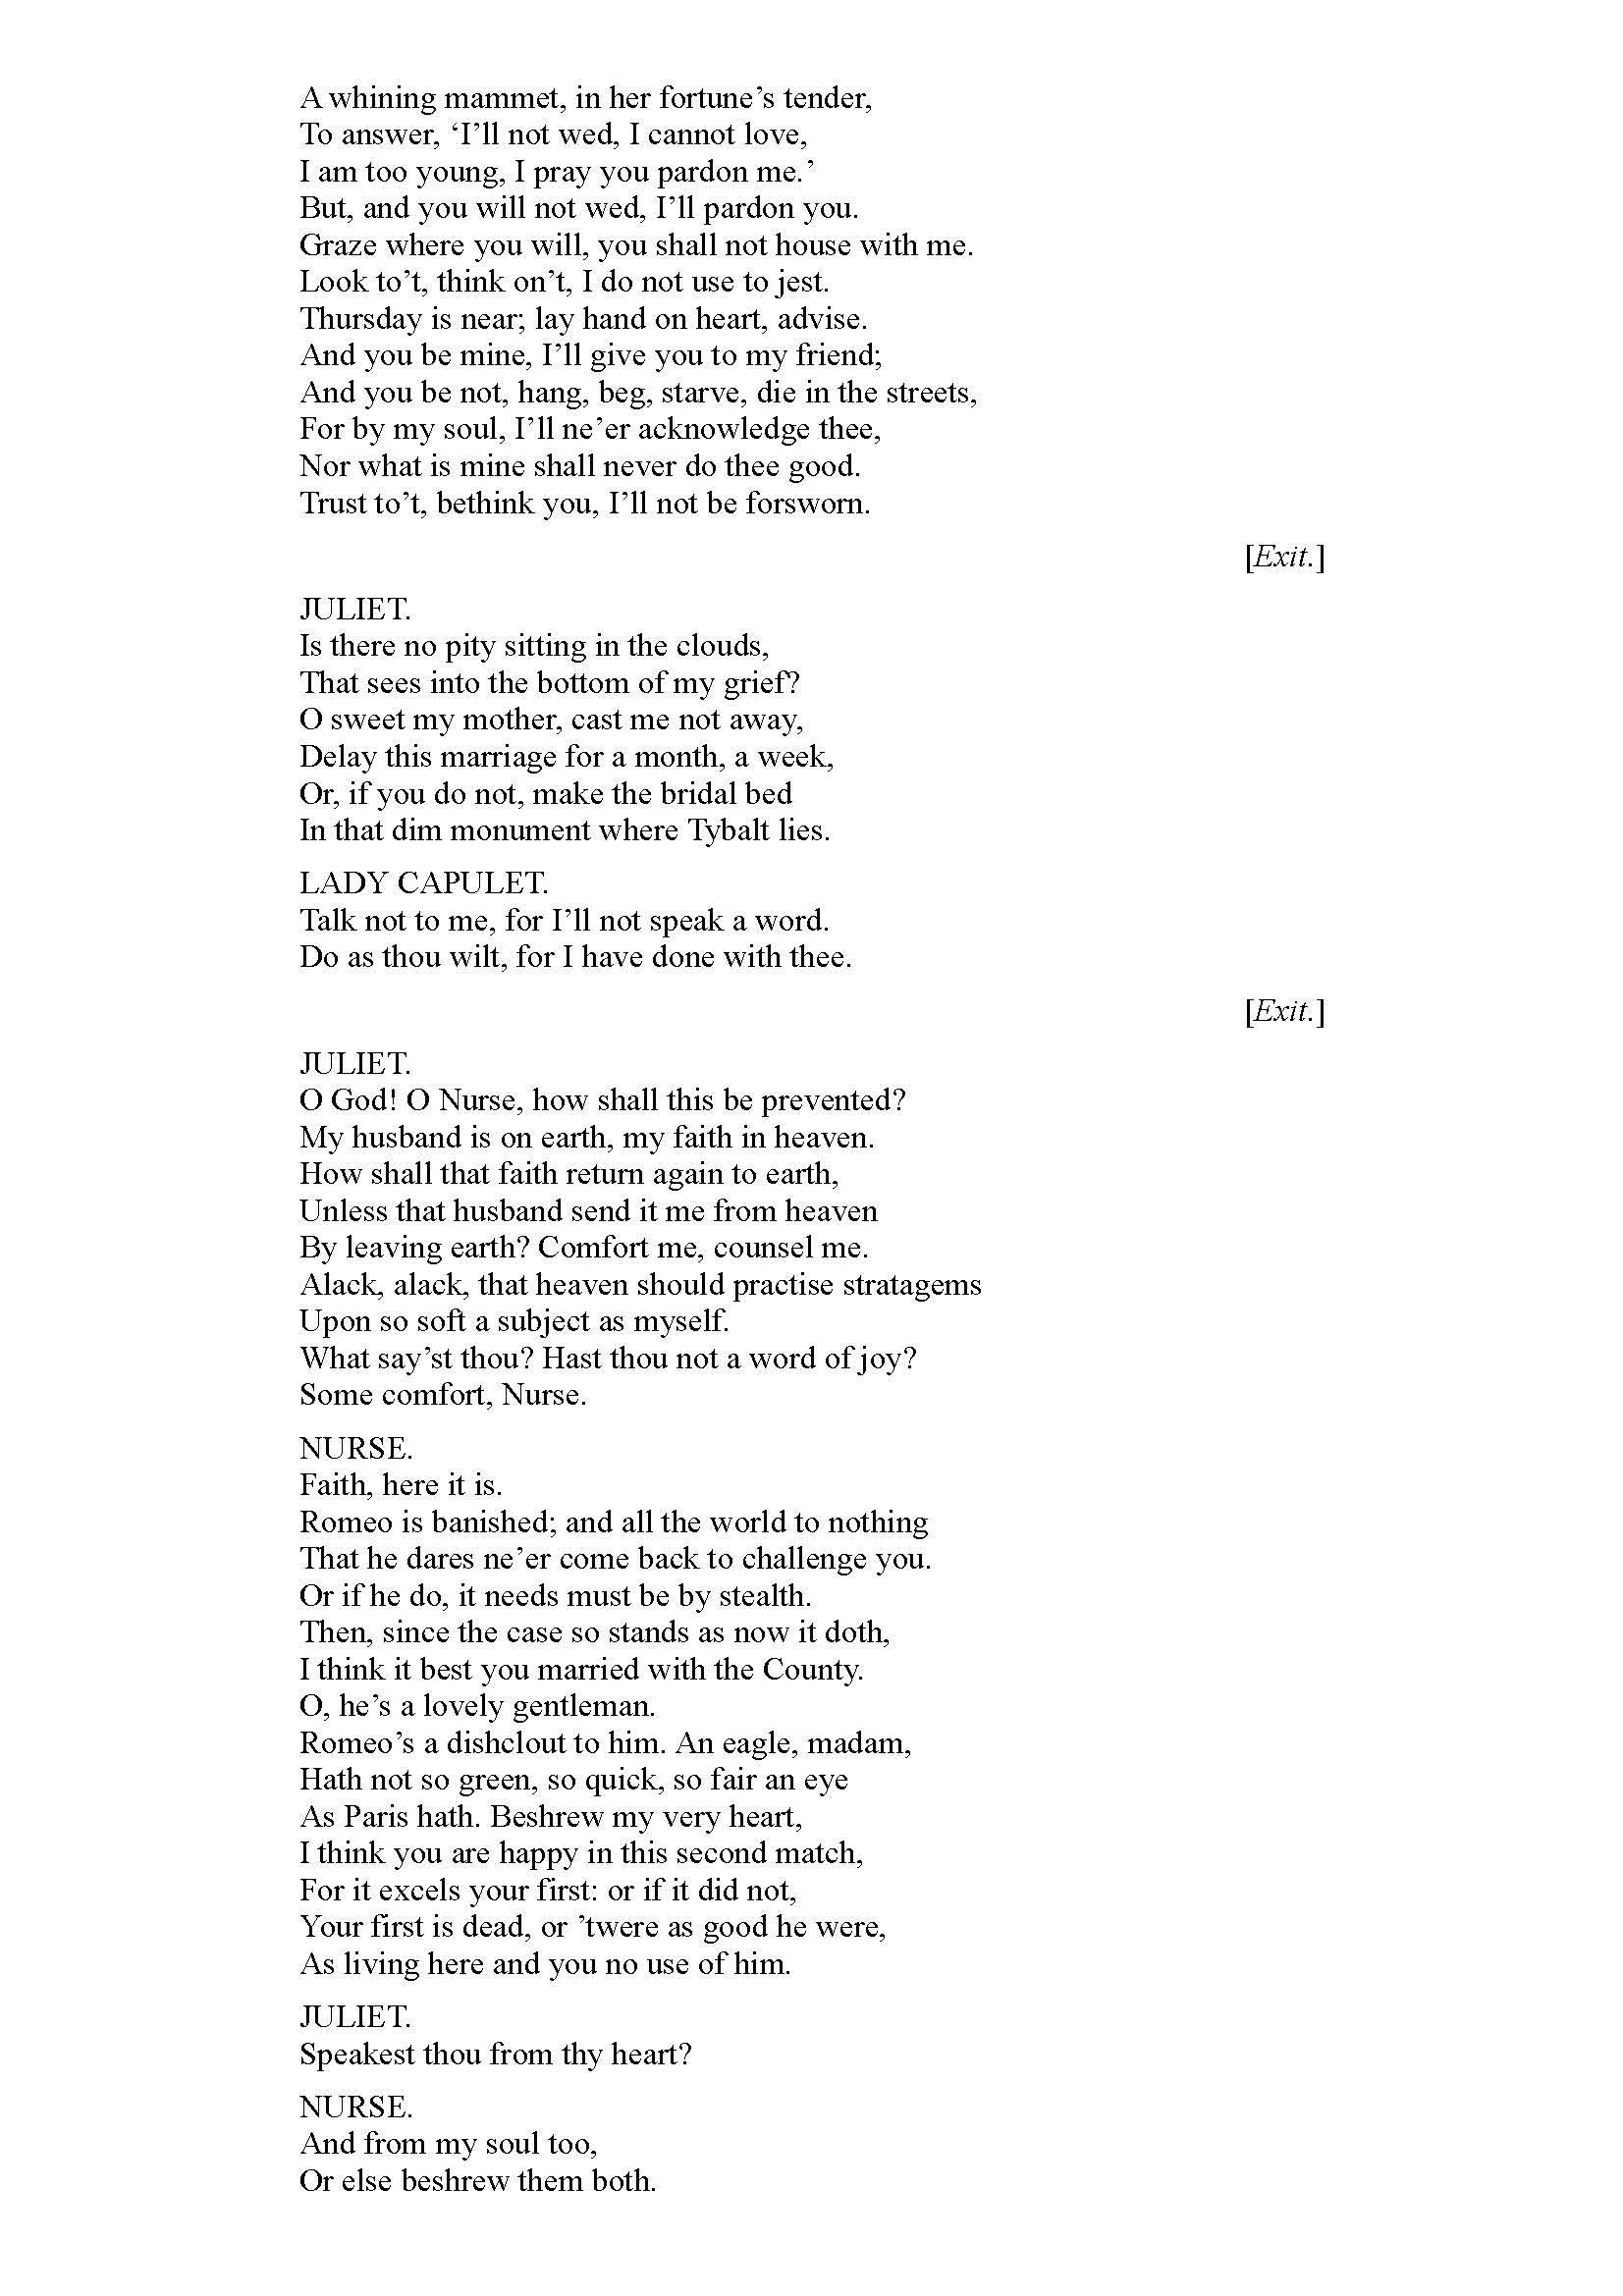 A whining mammet, in her fortune’s tender,
To answer, ‘I’ll not wed, I cannot love,
I am too young, I pray you pardon me.’
But, and you will not wed, I’ll pardon you.
Graze where you will, you shall not house with me.
Look to’t, think on’t, I do not use to jest.
Thursday is near; lay hand on heart, advise.
And you be mine, I’ll give you to my friend;
And you be not, hang, beg, starve, die in the streets,
For by my soul, I’ll ne’er acknowledge thee,
Nor what is mine shall never do thee good.
Trust to’t, bethink you, I’ll not be forsworn.
[Exit.]
JULIET.
Is there no pity sitting in the clouds,
That sees into the bottom of my grief?
O sweet my mother, cast me not away,
Delay this marriage for a month, a week,
Or, if you do not, make the bridal bed
In that dim monument where Tybalt lies.
LADY CAPULET.
Talk not to me, for I’ll not speak a word.
Do as thou wilt, for I have done with thee.
[Exit.]
JULIET.
O God! O Nurse, how shall this be prevented?
My husband is on earth, my faith in heaven.
How shall that faith return again to earth,
Unless that husband send it me from heaven
By leaving earth? Comfort me, counsel me.
Alack, alack, that heaven should practise stratagems
Upon so soft a subject as myself.
What say’st thou? Hast thou not a word of joy?
Some comfort, Nurse.
NURSE.
Faith, here it is.
Romeo is banished; and all the world to nothing
That he dares ne’er come back to challenge you.
Or if he do, it needs must be by stealth.
Then, since the case so stands as now it doth,
I think it best you married with the County.
O, he’s a lovely gentleman.
Romeo’s a dishclout to him. An eagle, madam,
Hath not so green, so quick, so fair an eye
As Paris hath. Beshrew my very heart,
I think you are happy in this second match,
For it excels your first: or if it did not,
Your first is dead, or ’twere as good he were,
As living here and you no use of him.
JULIET.
Speakest thou from thy heart?
NURSE.
And from my soul too,
Or else beshrew them both.